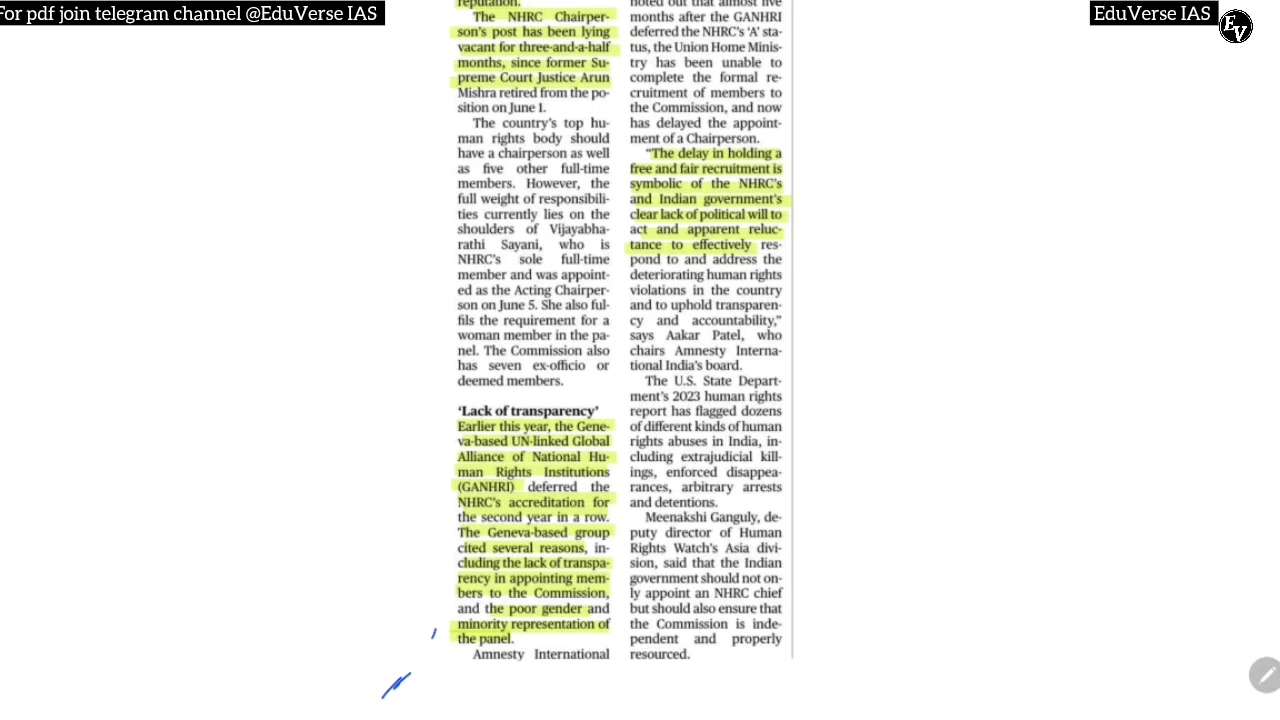 For pdf join telegram channel @EduVerse IAS
EduVerse IAS
EV
reputation.
The NHRC Chairper-
son's post has been lying
vacant for three-and-a-half
months, since former Su-
preme Court Justice Arun
Mishra retired from the po-
sition on June 1.
The country's top hu-
man rights body should
have a chairperson as well
as five other full-time
members. However, the
full weight of responsibili-
ties currently lies on the
shoulders of Vijayabha-
rathi Sayani, who is
NHRC's sole full-time
member and was appoint-
ed as the Acting Chairper-
son on June 5. She also ful-
fils the requirement for a
woman member in the pa-
nel. The Commission also
has seven ex-officio or
deemed members.
'Lack of transparency'
Earlier this year, the Gene-
va-based UN-linked Global
Alliance of National Hu-
man Rights Institutions
(GANHRI) deferred the
NHRC's accreditation for
the second year in a row.
The Geneva-based group
cited several reasons, in-
cluding the lack of transpa-
rency in appointing mem-
bers to the Commission,
and the poor gender and
minority representation of
the panel.
Amnesty International
noted out that almost five
months after the GANHRI
deferred the NHRC's 'A' sta-
tus, the Union Home Minis-
try has been unable to
complete the formal re-
cruitment of members to
the Commission, and now
has delayed the appoint-
ment of a Chairperson.
"The delay in holding a
free and fair recruitment is
symbolic of the NHRC's
and Indian government's
clear lack of political will to
act and apparent reluc-
tance to effectively res-
pond to and address the
deteriorating human rights
violations in the country
and to uphold transparen-
cy and accountability,"
says Aakar Patel, who
chairs Amnesty Interna-
tional India's board.
The U.S. State Depart-
ment's 2023 human rights
report has flagged dozens
of different kinds of human
rights abuses in India, in-
cluding extrajudicial kill-
ings, enforced disappea-
rances, arbitrary arrests
and detentions.
Meenakshi Ganguly, de-
puty director of Human
Rights Watch's Asia divi-
sion, said that the Indian
government should not on-
ly appoint an NHRC chief
but should also ensure that
the Commission is inde-
pendent and properly
resourced.